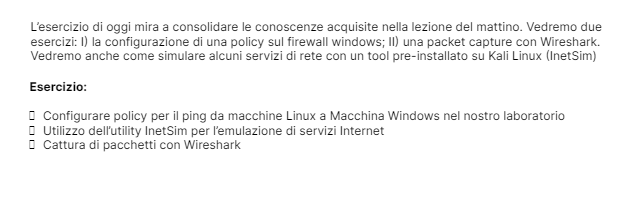 L'esercizio di oggi mira a consolidare le conoscenze acquisite nella lezione del mattino. Vedremo due
esercizi: I) la configurazione di una policy sul firewall windows; II) una packet capture con Wireshark.
Vedremo anche come simulare alcuni servizi di rete con un tool pre-installato su Kali Linux (InetSim)
Esercizio:
▯ Configurare policy per il ping da macchine Linux a Macchina Windows nel nostro laboratorio
▯ Utilizzo dell'utility InetSim per l'emulazione di servizi Internet
▯ Cattura di pacchetti con Wireshark